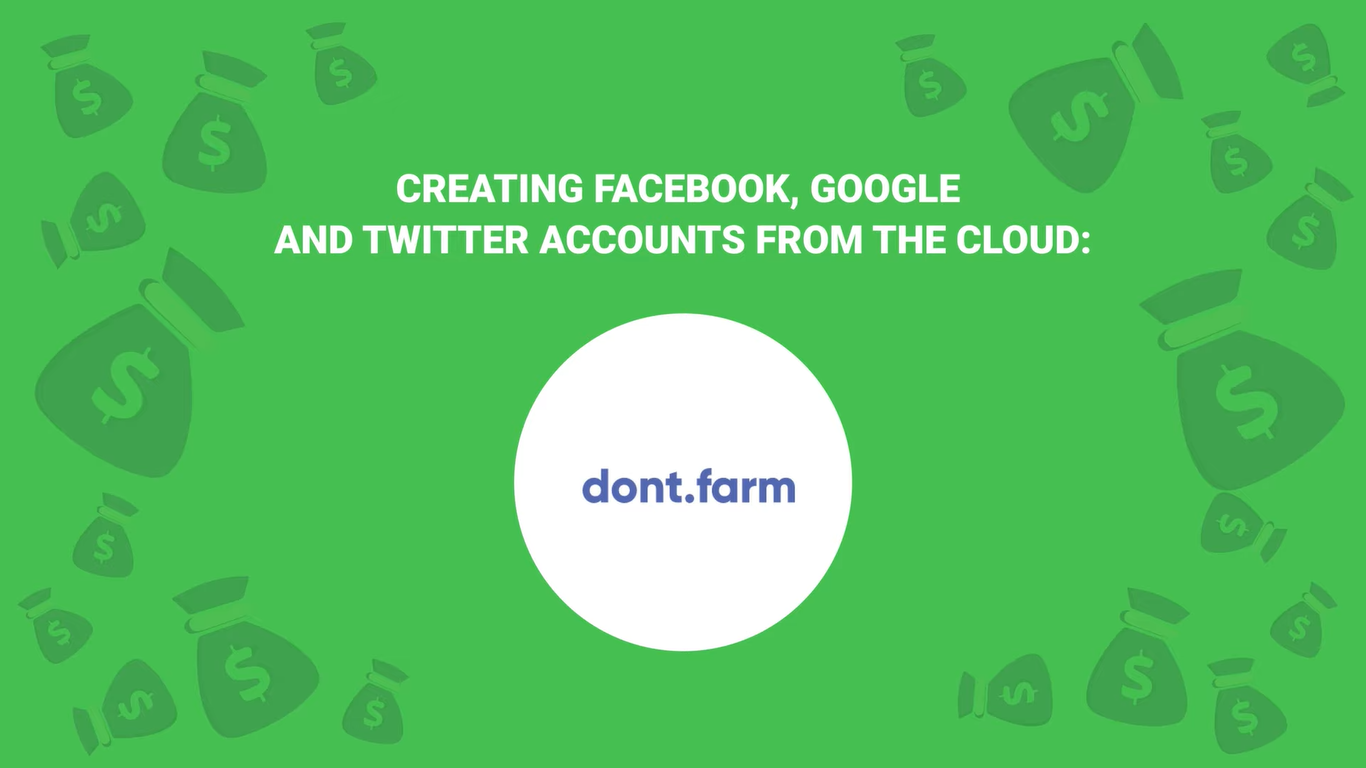 CREATING FACEBOOK, GOOGLE
AND TWITTER ACCOUNTS FROM THE CLOUD:
dont.farm